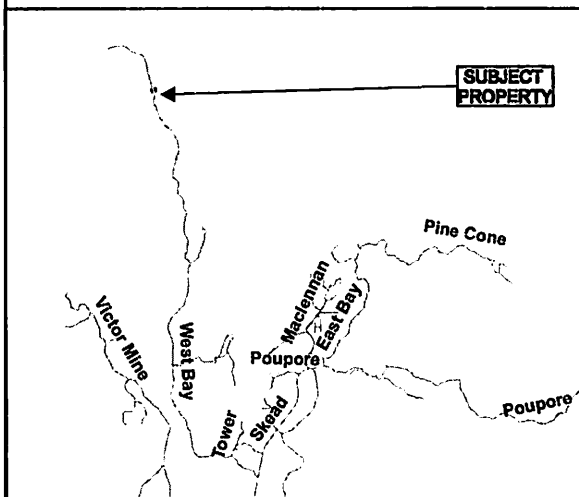 SUBJECT
PROPERTY
Pine Cone
Maclennan
East Bay
Victor Mine
West Bay
Poupore
Poupore
Skead
Tower